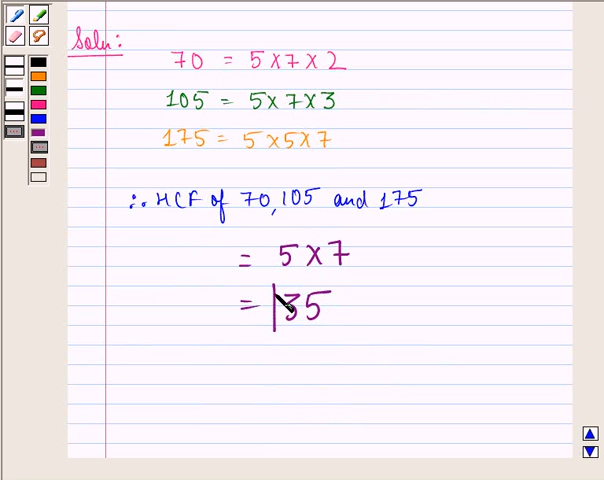 Soln:
70 = 5 x 7 x 2
105 = 5 x 7 x 3
175 = 5 x 5 x 7
∴ HCF of 70, 105 and 175
= 5 x 7
= 35